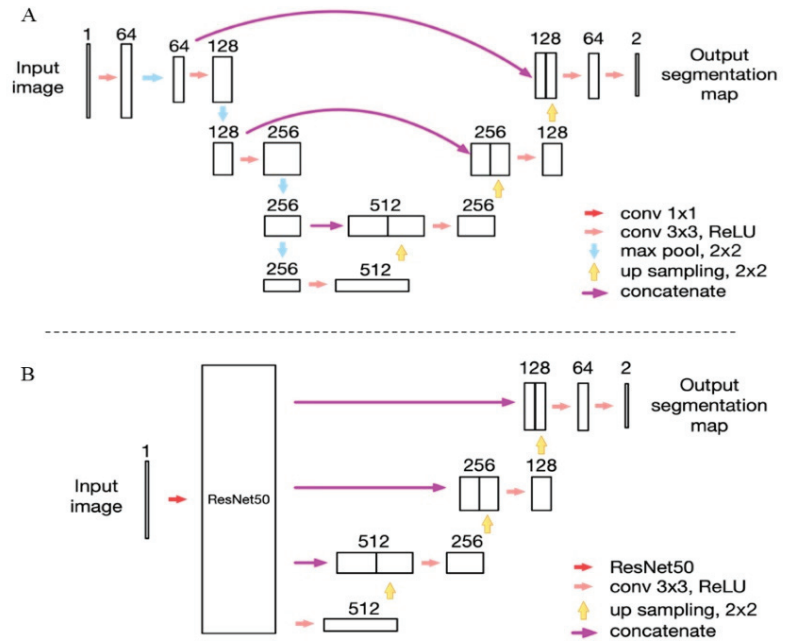 A
1 64 64 128 128 64 2
Input
image
Output
segmentation
map
128 256 256 128
256 512 256
256 512
conv 1x1
conv 3x3, ReLU
max pool, 2x2
up sampling, 2x2
concatenate
B
128 64 2
Output
segmentation
map
1
Input
image
ResNet50
256 128
512 256
512
ResNet50
conv 3x3, ReLU
up sampling, 2x2
concatenate